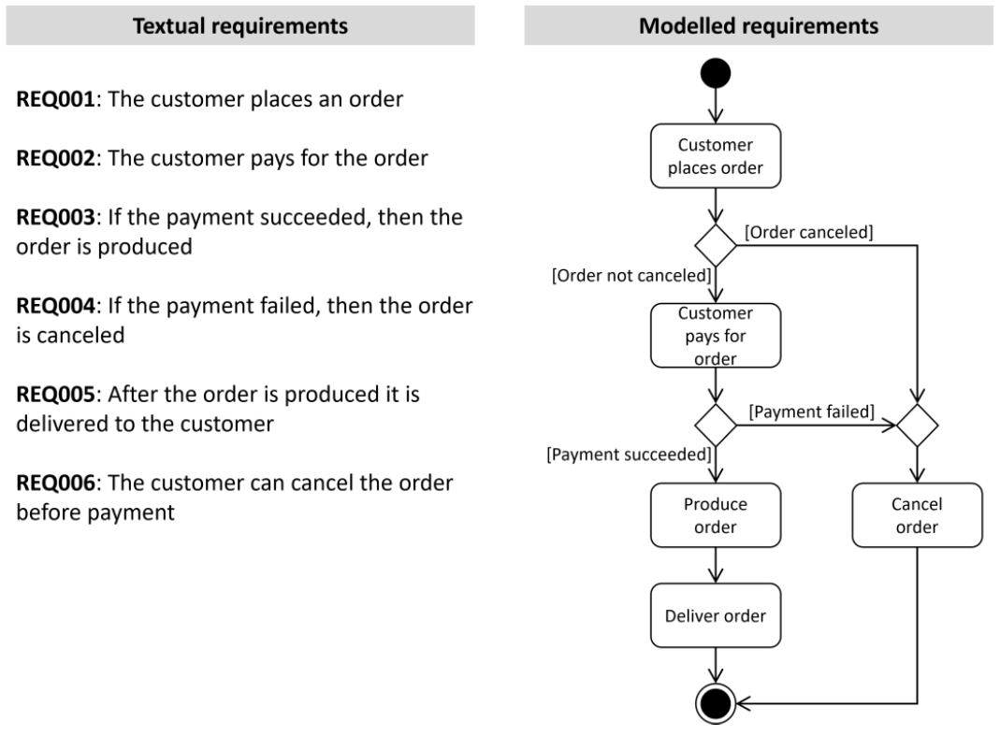 Textual requirements
REQ001: The customer places an order
REQ002: The customer pays for the order
REQ003: If the payment succeeded, then the
order is produced
REQ004: If the payment failed, then the order
is canceled
REQ005: After the order is produced it is
delivered to the customer
REQ006: The customer can cancel the order
before payment
Modelled requirements
Customer
places order
[Order canceled]
[Order not canceled]
Customer
pays for
order
[Payment failed]
[Payment succeeded]
Produce
order
Cancel
order
Deliver order